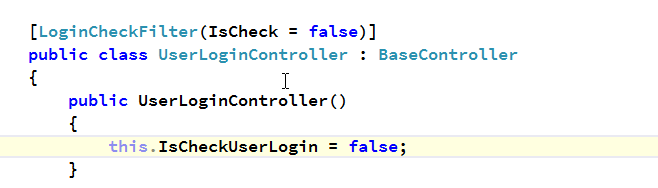 [LoginCheckFilter(IsCheck = false)]
public class UserLoginController : BaseController
{
public UserLoginController()
{
this.IsCheckUserLogin = false;
}